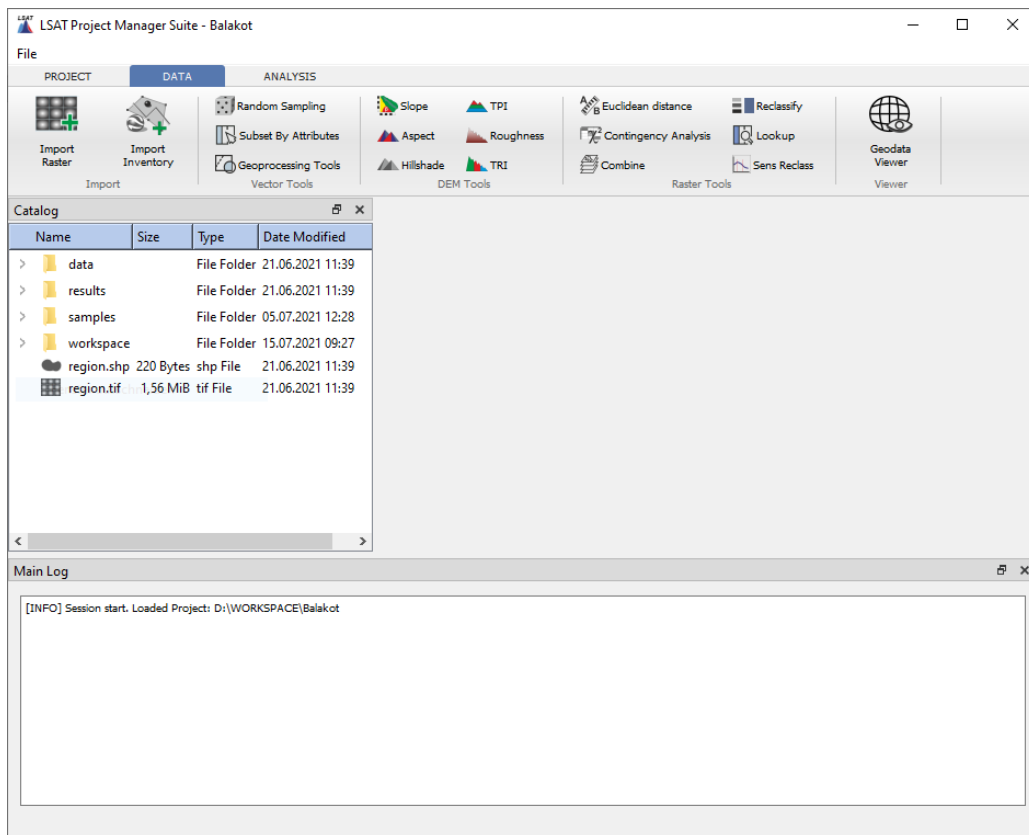 LSAT LSAT Project Manager Suite - Balakot
File
PROJECT DATA ANALYSIS
Import Raster
Import Inventory
Import
Random Sampling
Subset By Attributes
Geoprocessing Tools
Vector Tools
Slope TPI
Aspect Roughness
Hillshade TRI
DEM Tools
Euclidean distance Reclassify
Contingency Analysis Lookup
Combine Sens Reclass
Raster Tools
Geodata Viewer
Viewer
Catalog
Name Size Type Date Modified
data File Folder 21.06.2021 11:39
results File Folder 21.06.2021 11:39
samples File Folder 05.07.2021 12:28
workspace File Folder 15.07.2021 09:27
region.shp 220 Bytes shp File 21.06.2021 11:39
region.tif 1,56 MiB tif File 21.06.2021 11:39
Main Log
[INFO] Session start. Loaded Project: D:\WORKSPACE\Balakot